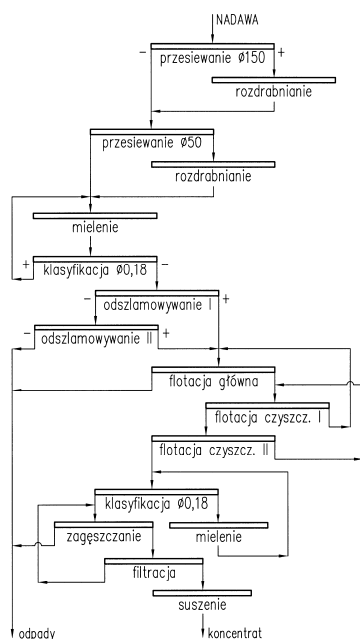 NADAWA
- +
przesiewanie ø150
rozdrabnianie
przesiewanie ø50
rozdrabnianie
mielenie
+ -
klasyfikacja ø0,18
- +
odszlamowywanie I
- +
odszlamowywanie II
flotacja główna
flotacja czyszcz. I
flotacja czyszcz. II
klasyfikacja ø0,18
zagęszczanie mielenie
filtracja
suszenie
odpady koncentrat